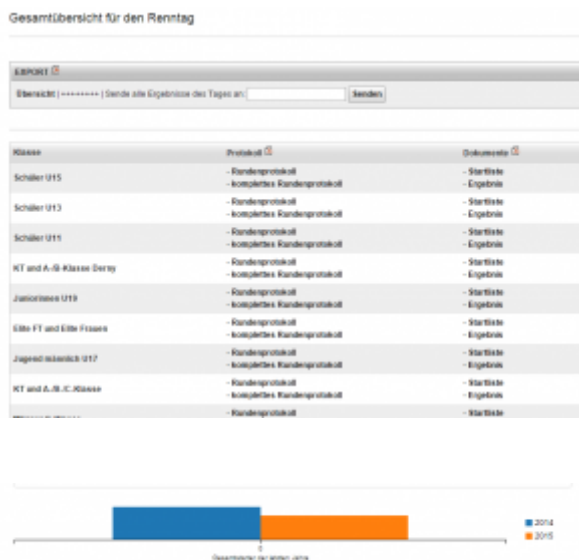 Gesamtübersicht für den Renntag
EXPORT
Übersicht | •••••••• | Sende alle Ergebnisse des Tages an: Senden
Klasse Protokoll Dokumente
Schüler U15 - Rundenprotokoll - Startliste
- komplettes Rundenprotokoll - Ergebnis
Schüler U13 - Rundenprotokoll - Startliste
- komplettes Rundenprotokoll - Ergebnis
Schüler U11 - Rundenprotokoll - Startliste
- komplettes Rundenprotokoll - Ergebnis
KT und A-/B-Klasse Derny - Rundenprotokoll - Startliste
- komplettes Rundenprotokoll - Ergebnis
Juniorinnen U19 - Rundenprotokoll - Startliste
- komplettes Rundenprotokoll - Ergebnis
Elite FT und Elite Frauen - Rundenprotokoll - Startliste
- komplettes Rundenprotokoll - Ergebnis
Jugend männlich U17 - Rundenprotokoll - Startliste
- komplettes Rundenprotokoll - Ergebnis
KT und A-/B-/C-Klasse - Rundenprotokoll - Startliste
- komplettes Rundenprotokoll - Ergebnis
- Rundenprotokoll - Startliste
2014
2015
0